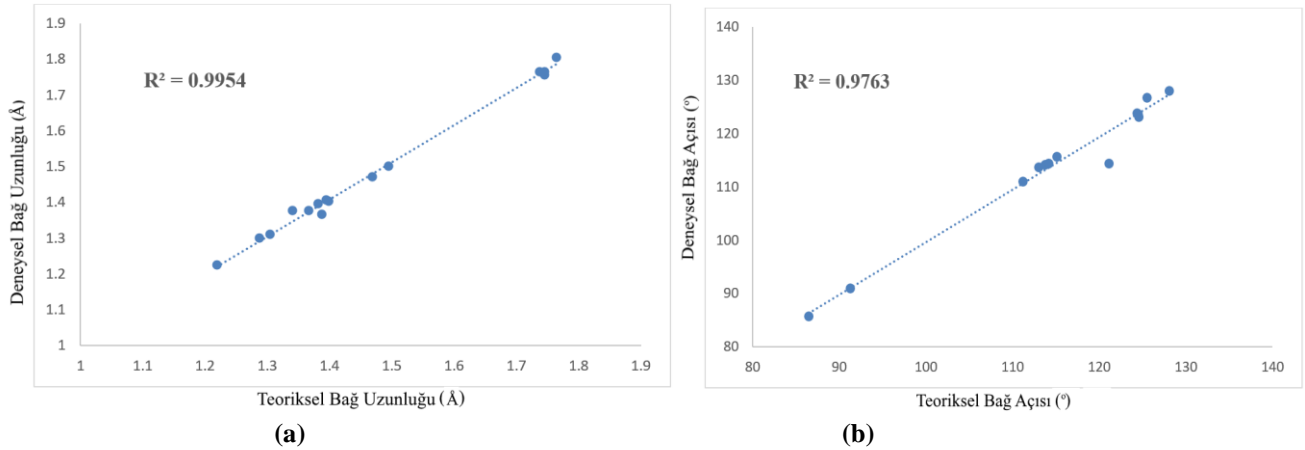 1.9
1.8
1.7
1.6
1.5
1.4
1.3
1.2
1.1
1
R² = 0.9954
Deneysel Bağ Uzunluğu (Å)
1 1.1 1.2 1.3 1.4 1.5 1.6 1.7 1.8 1.9
Teoriksel Bağ Uzunluğu (Å)
(a)
140
130
120
110
100
90
80
R² = 0.9763
Deneysel Bağ Açısı (º)
80 90 100 110 120 130 140
Teoriksel Bağ Açısı (º)
(b)